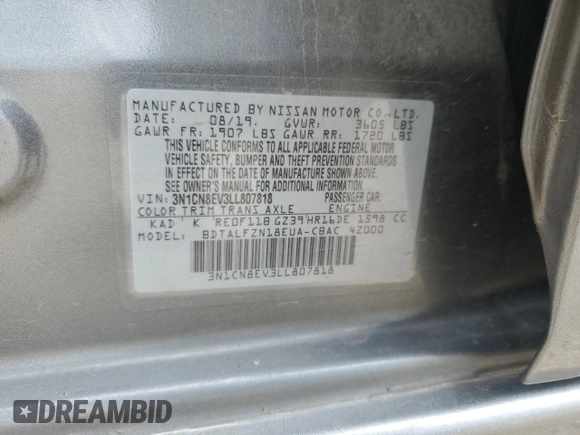 MANUFACTURED BY NISSAN MOTOR CO.,LTD.
DATE: 08/19. GVWR: 3605 LBS
GAWR FR: 1907 LBS GAWR RR: 1720 LBS
THIS VEHICLE CONFORMS TO ALL APPLICABLE FEDERAL MOTOR
VEHICLE SAFETY, BUMPER AND THEFT PREVENTION STANDARDS
IN EFFECT ON THE DATE OF MANUFACTURE SHOWN ABOVE.
SEE OWNER'S MANUAL FOR ADDITIONAL INFORMATION.
VIN: 3N1CN8EV3LL807818 PASSENGER CAR.
COLOR TRIM TRANS AXLE ENGINE
KAD K RE0F11B GZ39 HR16DE 1598 CC
MODEL: BDTALFZN18EUA-CBAC 4Z000
3N1CN8EV3LL807818
DREAMBID